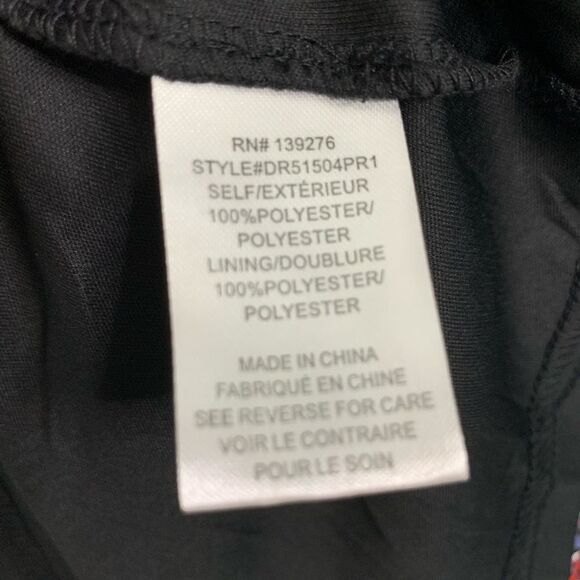 RN# 139276
STYLE#DR51504PR1
SELF/EXTÉRIEUR
100%POLYESTER/
POLYESTER
LINING/DOUBLURE
100%POLYESTER/
POLYESTER
MADE IN CHINA
FABRIQUÉ EN CHINE
SEE REVERSE FOR CARE
VOIR LE CONTRAIRE
POUR LE SOIN